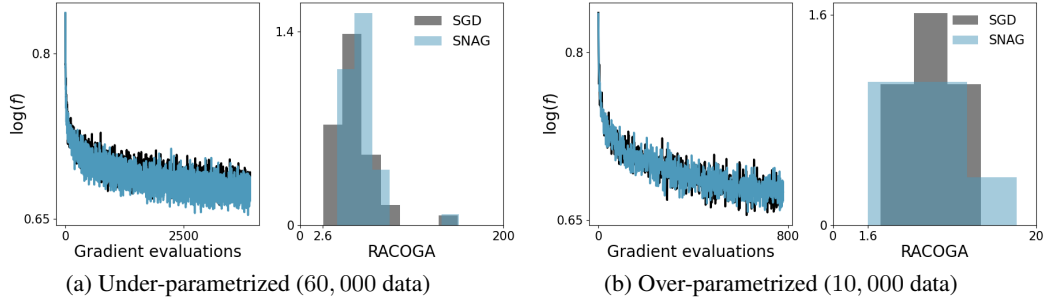 0.8
0.65
log(f)
0
2500
Gradient evaluations
1.4
0
SGD
SNAG
0
2.6
200
RACOGA
0.8
0.65
log(f)
0
800
Gradient evaluations
1.6
0
SGD
SNAG
0
1.6
20
RACOGA
(a) Under-parametrized (60, 000 data)
(b) Over-parametrized (10, 000 data)